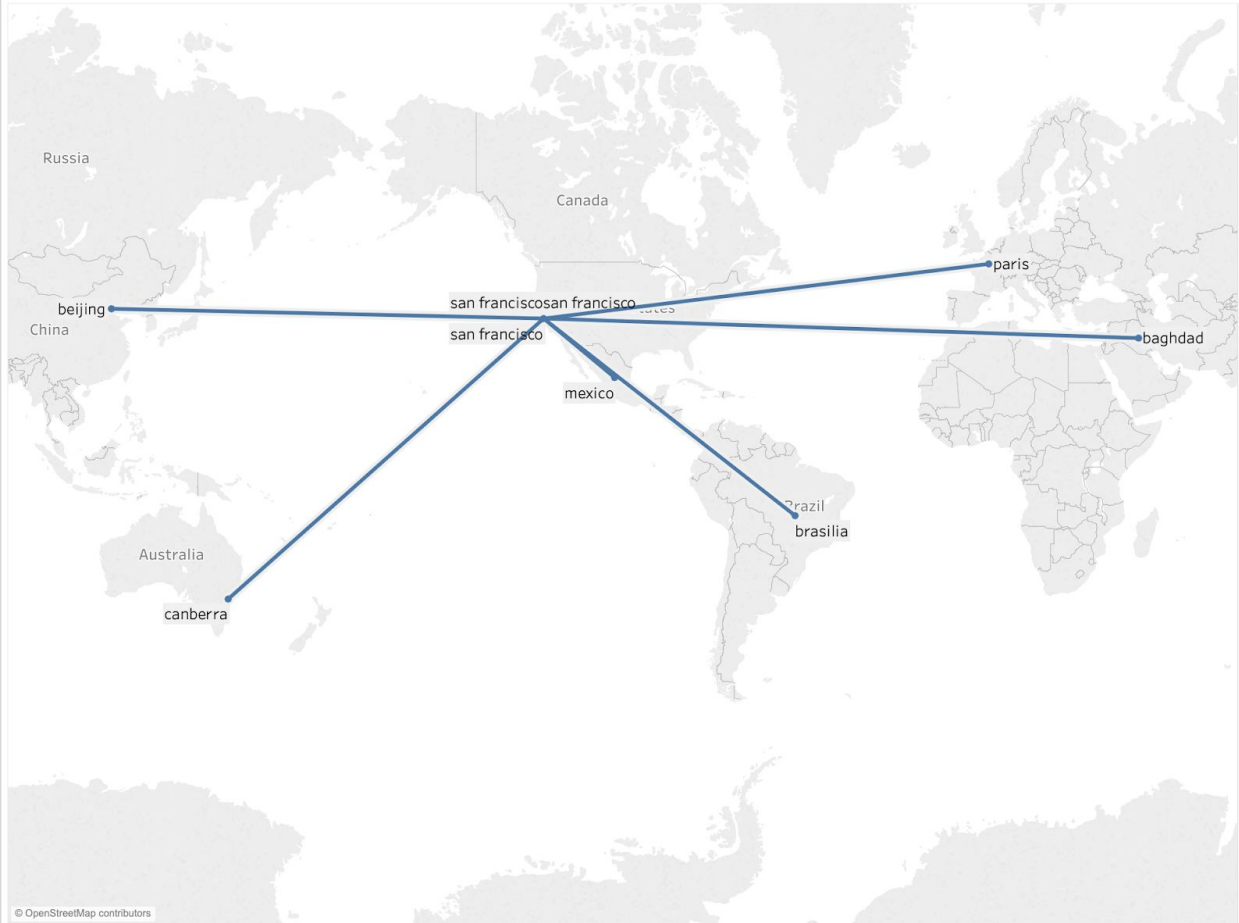 Russia
Canada
paris
san franciscosan francisco
beijing
China
san francisco
baghdad
mexico
Brazil
brasilia
Australia
canberra
© OpenStreetMap contributors